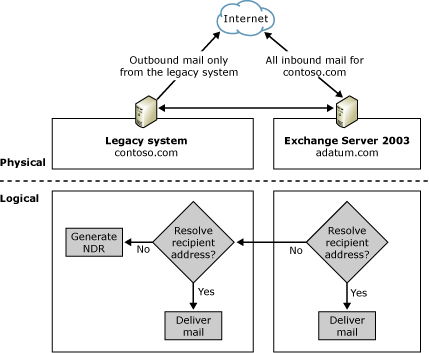 Internet
Outbound mail only
from the legacy system
All inbound mail for
contoso.com
Legacy system
contoso.com
Exchange Server 2003
adatum.com
Physical
Logical
Generate
NDR
No
Resolve
recipient
address?
Yes
Deliver
mail
No
Resolve
recipient
address?
Yes
Deliver
mail